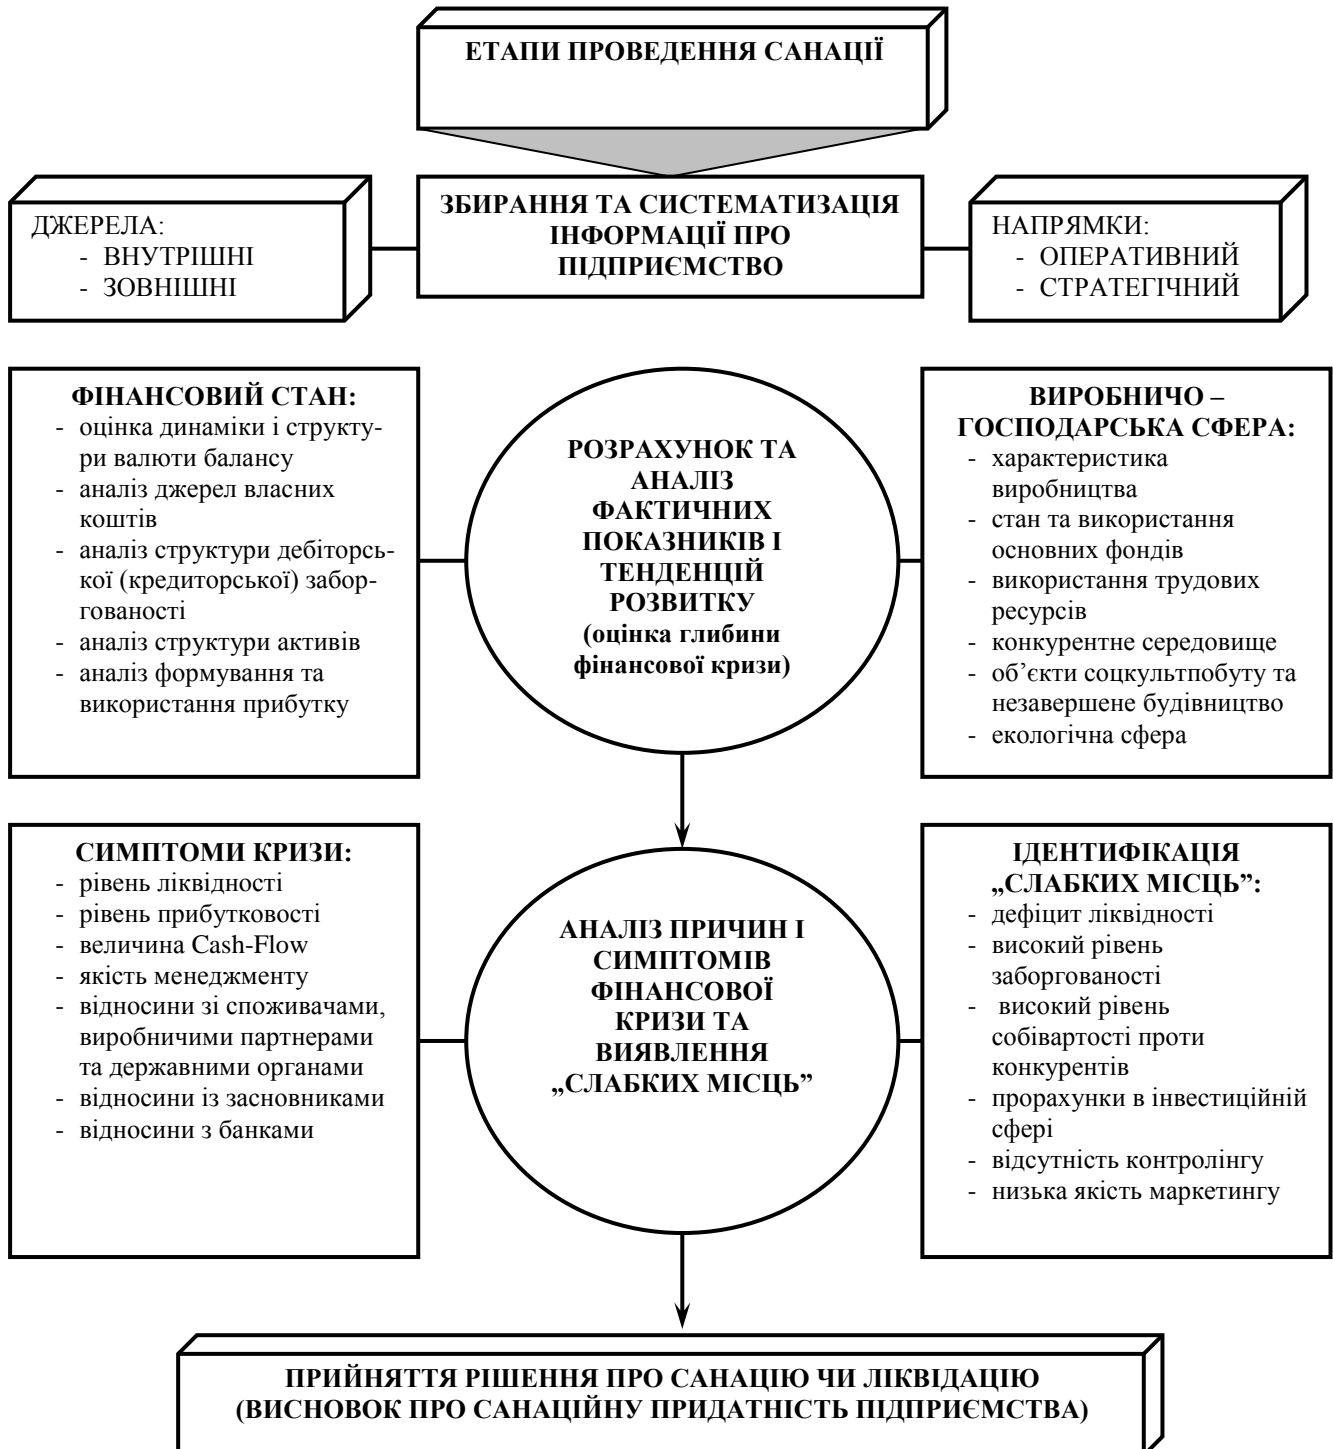 ЕТАПИ ПРОВЕДЕННЯ САНАЦІЇ
ДЖЕРЕЛА:
- ВНУТРІШНІ
- ЗОВНІШНІ
ЗБИРАННЯ ТА СИСТЕМАТИЗАЦІЯ
ІНФОРМАЦІЇ ПРО
ПІДПРИЄМСТВО
НАПРЯМКИ:
- ОПЕРАТИВНИЙ
- СТРАТЕГІЧНИЙ
ФІНАНСОВИЙ СТАН:
- оцінка динаміки і структу-
ри валюти балансу
- аналіз джерел власних
коштів
- аналіз структури дебіторсь-
кої (кредиторської) забор-
гованості
- аналіз структури активів
- аналіз формування та
використання прибутку
РОЗРАХУНОК ТА
АНАЛІЗ
ФАКТИЧНИХ
ПОКАЗНИКІВ І
ТЕНДЕНЦІЙ
РОЗВИТКУ
(оцінка глибини
фінансової кризи)
ВИРОБНИЧО –
ГОСПОДАРСЬКА СФЕРА:
- характеристика
виробництва
- стан та використання
основних фондів
- використання трудових
ресурсів
- конкурентне середовище
- об’єкти соцкультпобуту та
незавершене будівництво
- екологічна сфера
СИМПТОМИ КРИЗИ:
- рівень ліквідності
- рівень прибутковості
- величина Cash-Flow
- якість менеджменту
- відносини зі споживачами,
виробничими партнерами
та державними органами
- відносини із засновниками
- відносини з банками
АНАЛІЗ ПРИЧИН І
СИМПТОМІВ
ФІНАНСОВОЇ
КРИЗИ ТА
ВИЯВЛЕННЯ
„СЛАБКИХ МІСЦЬ”
ІДЕНТИФІКАЦІЯ
„СЛАБКИХ МІСЦЬ”:
- дефіцит ліквідності
- високий рівень
заборгованості
- високий рівень
собівартості проти
конкурентів
- прорахунки в інвестиційній
сфері
- відсутність контролінгу
- низька якість маркетингу
ПРИЙНЯТТЯ РІШЕННЯ ПРО САНАЦІЮ ЧИ ЛІКВІДАЦІЮ
(ВИСНОВОК ПРО САНАЦІЙНУ ПРИДАТНІСТЬ ПІДПРИЄМСТВА)